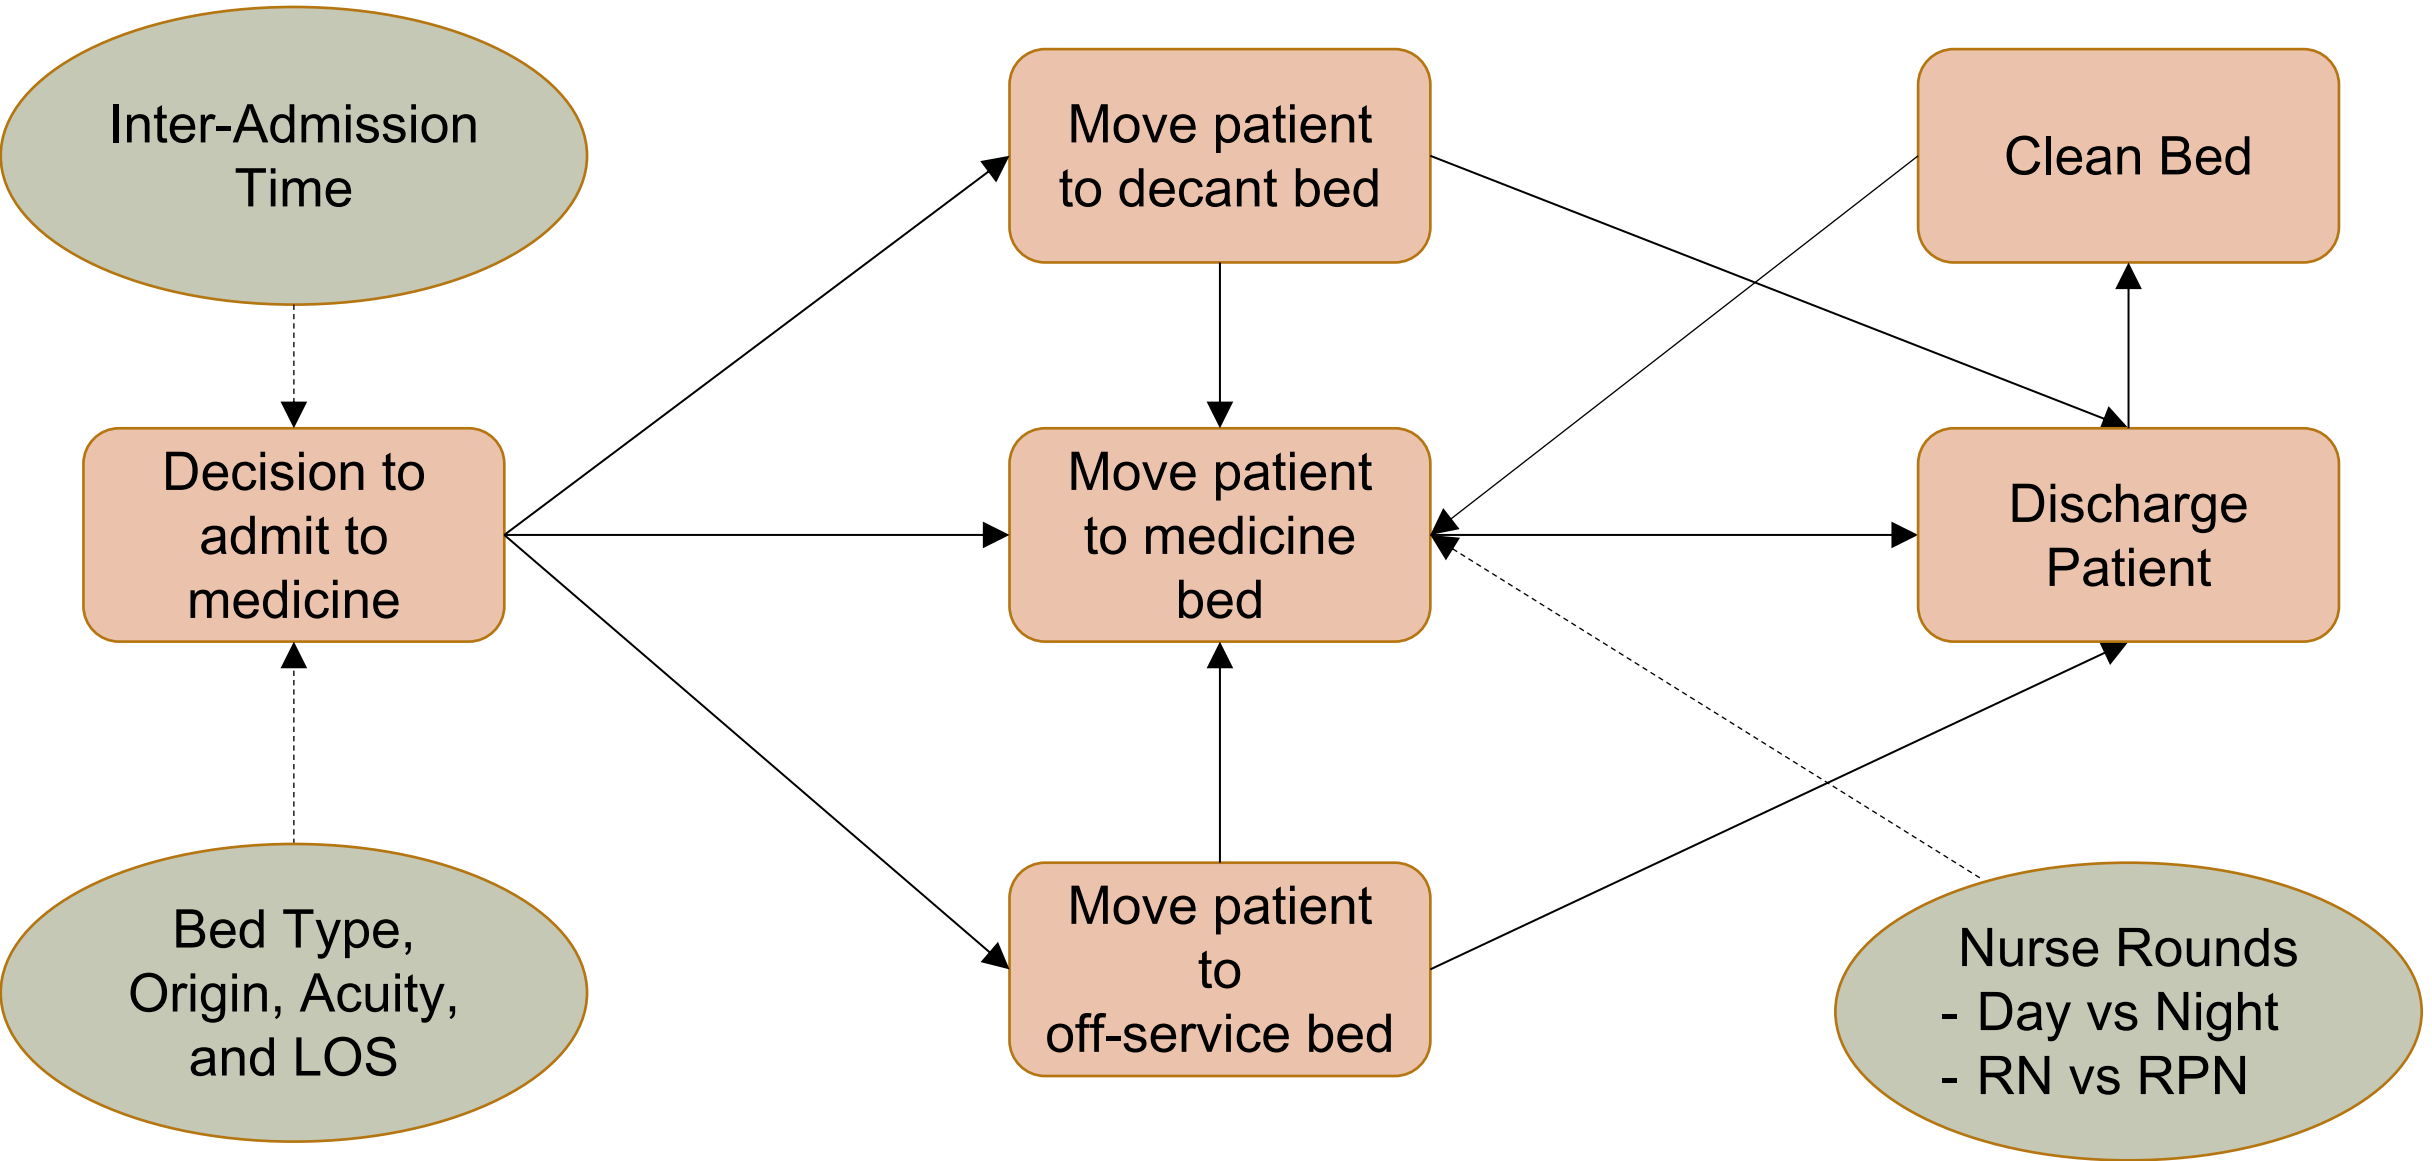 Inter-Admission
Time
Move patient
to decant bed
Clean Bed
Decision to
admit to
medicine
Move patient
to medicine
bed
Discharge
Patient
Bed Type,
Origin, Acuity,
and LOS
Move patient
to
off-service bed
Nurse Rounds
- Day vs Night
- RN vs RPN